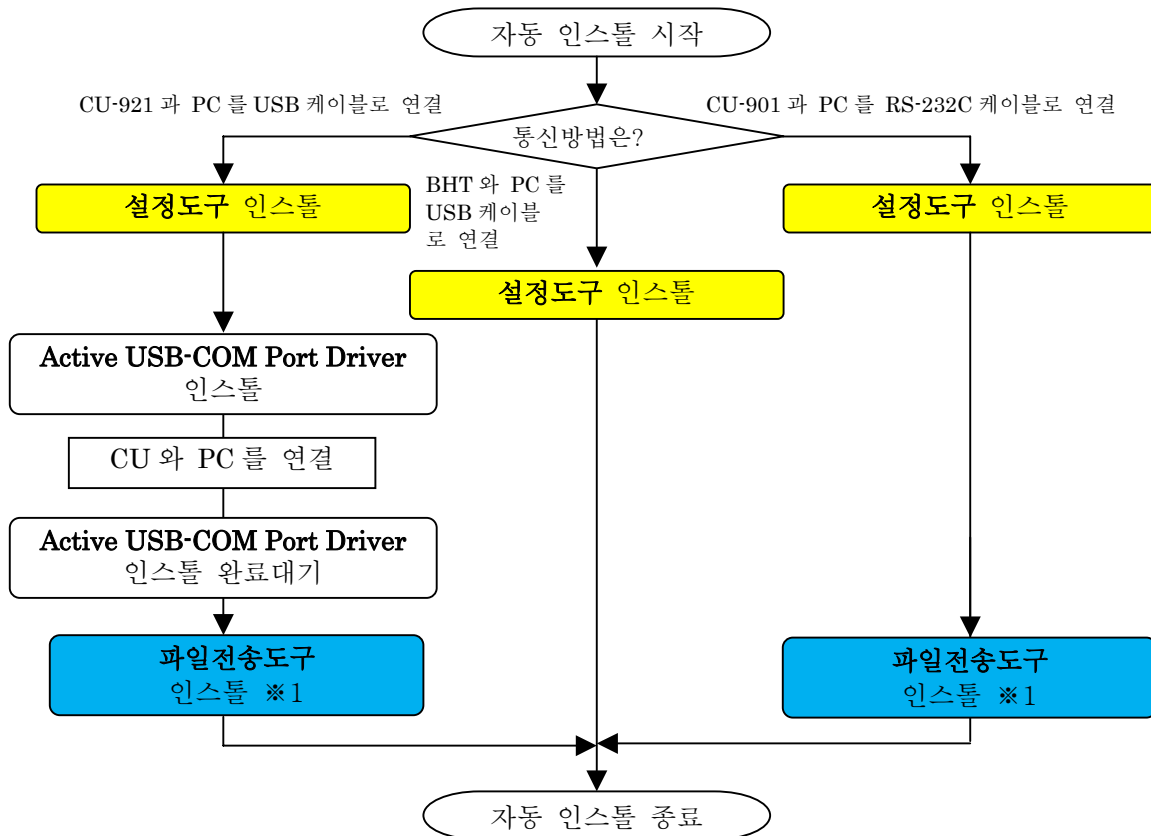 자동 인스톨 시작
CU-921 과 PC 를 USB 케이블로 연결
CU-901 과 PC 를 RS-232C 케이블로 연결
통신방법은?
BHT 와 PC 를
USB 케이블
로 연결
설정도구 인스톨
설정도구 인스톨
설정도구 인스톨
Active USB-COM Port Driver
인스톨
CU 와 PC 를 연결
Active USB-COM Port Driver
인스톨 완료대기
파일전송도구
인스톨 ※1
파일전송도구
인스톨 ※1
자동 인스톨 종료